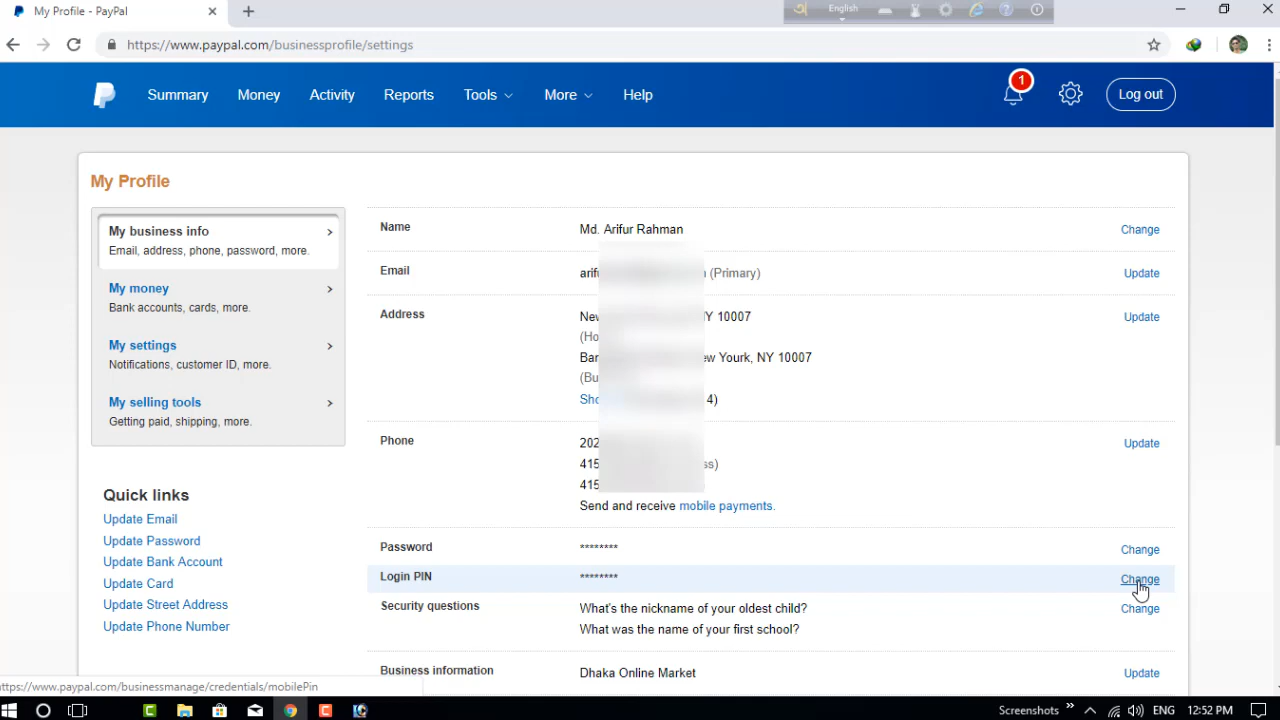 My Profile - PayPal
English
https://www.paypal.com/businessprofile/settings
Summary Money Activity Reports Tools More Help
1
Log out
My Profile
My business info
Email, address, phone, password, more.
My money
Bank accounts, cards, more.
My settings
Notifications, customer ID, more.
My selling tools
Getting paid, shipping, more.
Quick links
Update Email
Update Password
Update Bank Account
Update Card
Update Street Address
Update Phone Number
Name Md. Arifur Rahman Change
Email (Primary) Update
Address NY 10007 Update
NY 10007
4)
Phone Update
Send and receive mobile payments.
Password ******** Change
Login PIN ******** Change
Security questions What's the nickname of your oldest child? Change
What was the name of your first school?
Business information Dhaka Online Market Update
https://www.paypal.com/businessmanage/credentials/mobilePin
Screenshots » ENG 12:52 PM